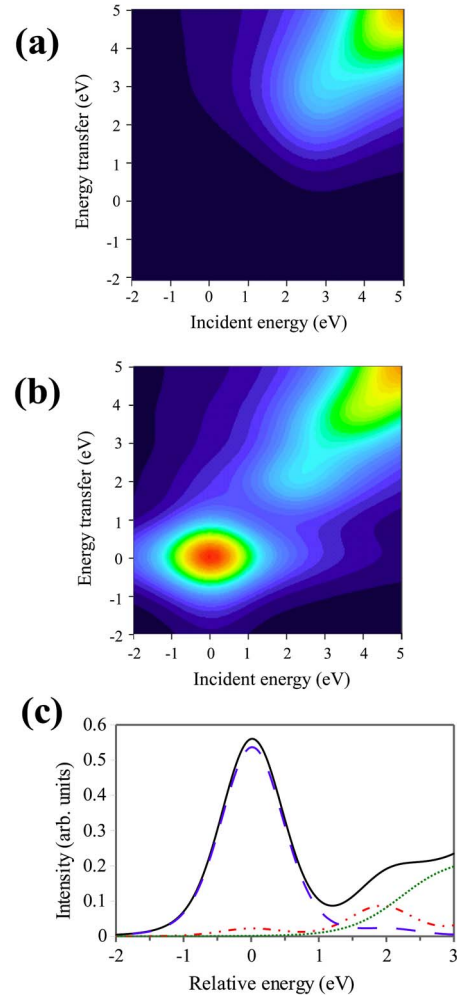 (a)
Energy transfer (eV)
5
4
3
2
1
0
-1
-2
-2 -1 0 1 2 3 4 5
Incident energy (eV)
(b)
Energy transfer (eV)
5
4
3
2
1
0
-1
-2
-2 -1 0 1 2 3 4 5
Incident energy (eV)
(c)
Intensity (arb. units)
0.6
0.5
0.4
0.3
0.2
0.1
0
-2 -1 0 1 2 3
Relative energy (eV)